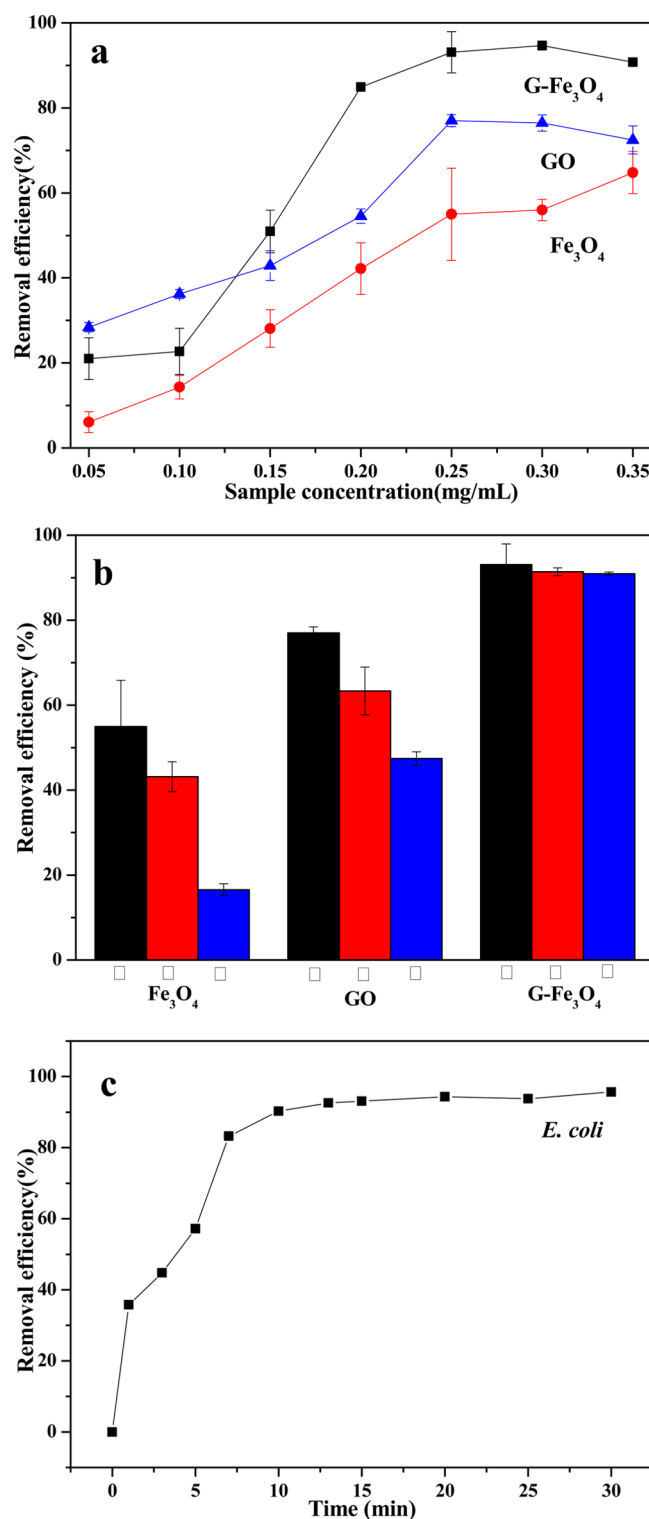 100
80
60
40
20
0
Removal efficiency(%)
a
G-Fe₃O₄
GO
Fe₃O₄
0.05 0.10 0.15 0.20 0.25 0.30 0.35
Sample concentration(mg/mL)
100
80
60
40
20
0
Removal efficiency (%)
b
□ □ □ □ □ □ □ □ □
Fe₃O₄ GO G-Fe₃O₄
100
80
60
40
20
0
Removal efficiency(%)
c
E. coli
0 5 10 15 20 25 30
Time (min)